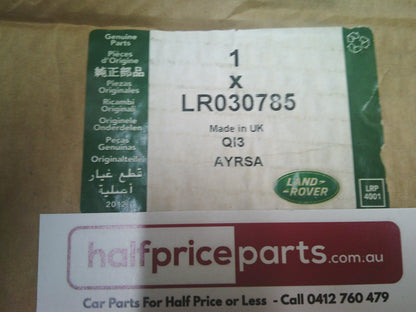 Genuine
Parts
Pièces
d'Origine
純正部品
Piezas
Originales
Ricambi
Originali
Originele
Onderdelen
Peças
Genuinas
Originalteile
قطع غيار
أصلية
2012
1
x
LR030785
Made in UK
QI3
AYRSA
LAND-
ROVER
LRP
4001
halfpriceparts.com.au
Car Parts For Half Price or Less - Call 0412 760 479